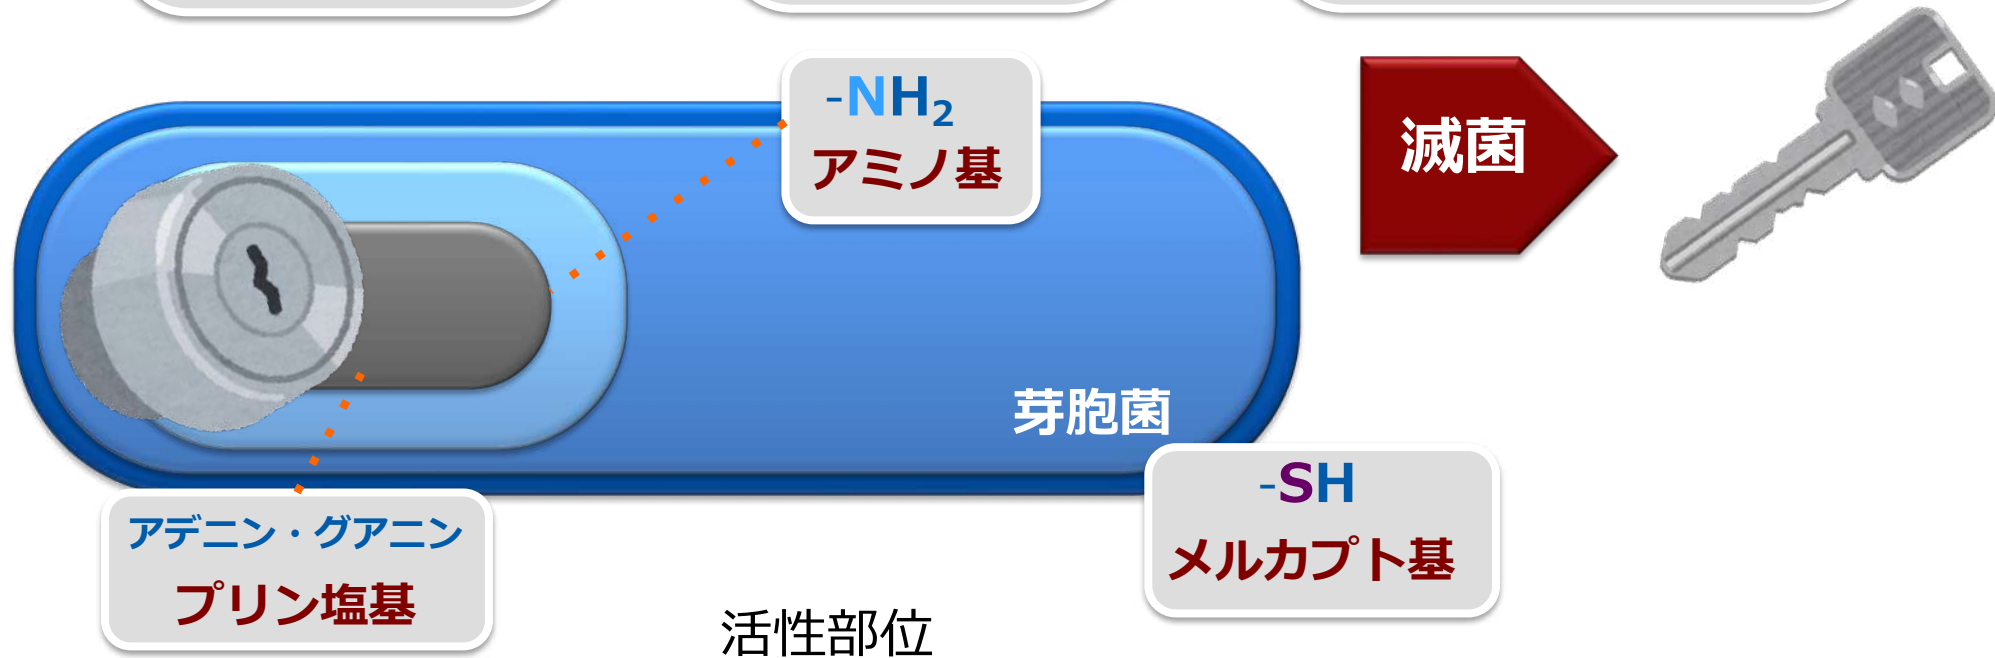 -NH₂
アミノ基
滅菌
芽胞菌
-SH
メルカプト基
アデニン・グアニン
プリン塩基
活性部位